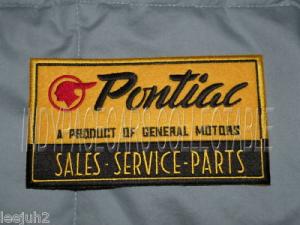 Pontiac
A PRODUCT OF GENERAL MOTORS
SALES · SERVICE · PARTS
leejuh2